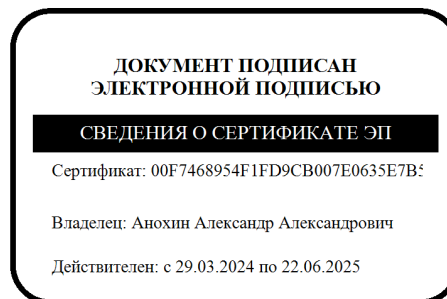 ДОКУМЕНТ ПОДПИСАН
ЭЛЕКТРОННОЙ ПОДПИСЬЮ
СВЕДЕНИЯ О СЕРТИФИКАТЕ ЭП
Сертификат: 00F7468954F1FD9CB007E0635E7B5
Владелец: Анохин Александр Александрович
Действителен: с 29.03.2024 по 22.06.2025